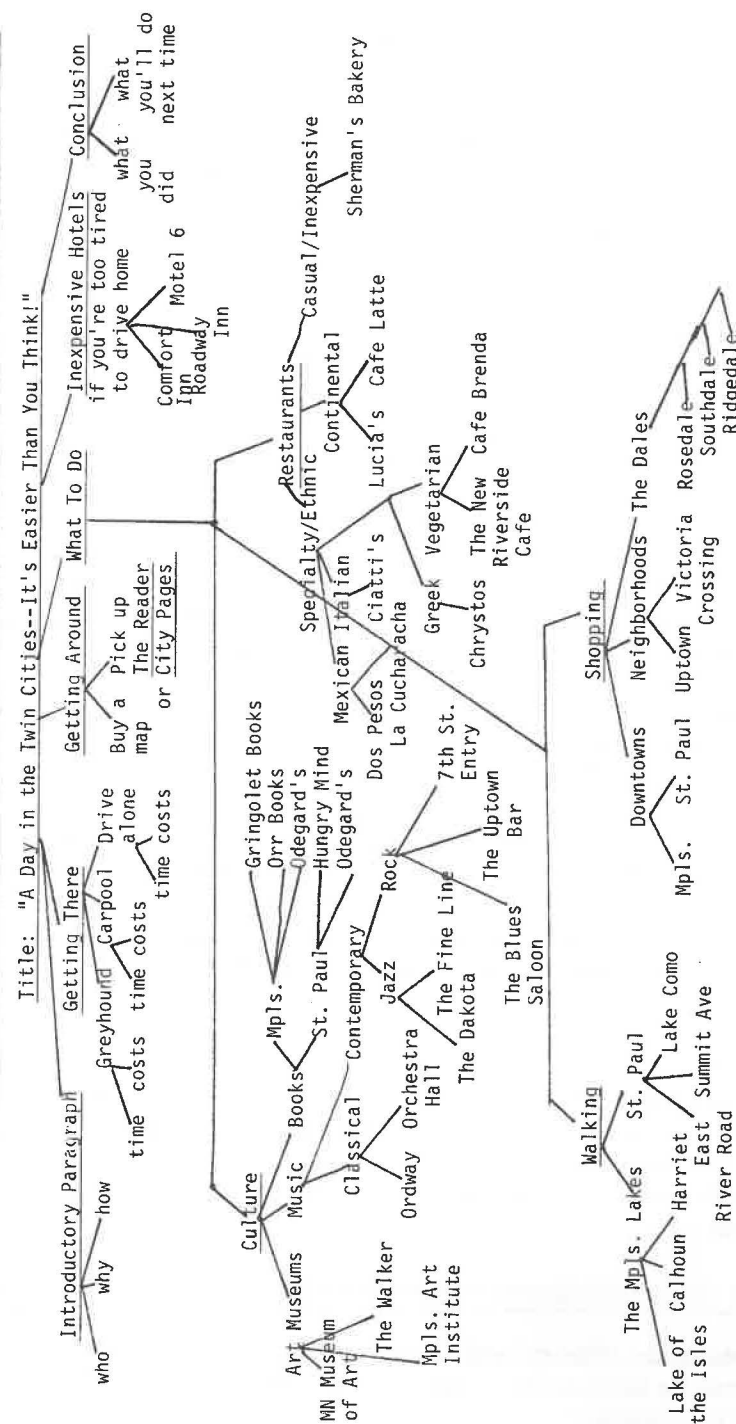 Title: "A Day in the Twin Cities--It's Easier Than You Think!"
Introductory Paragraph
who
why
how
Getting There
Greyhound
time costs
Carpool
time costs
Drive
alone
time costs
Getting Around
Buy a
map
Pick up
The Reader
or City Pages
What To Do
Inexpensive Hotels
if you're too tired
to drive home
Comfort
Inn
Roadway
Inn
Motel 6
Conclusion
what
you
did
what
you'll do
next time
Culture
Art Museums
MN Museum
of Art
The Walker
Mpls. Art
Institute
Music
Classical
Ordway
Orchestra
Hall
Contemporary
Jazz
The Dakota
The Fine Line
Rock
The Blues
Saloon
The Uptown
Bar
7th St.
Entry
Books
Mpls.
Gringolet Books
Orr Books
Odegard's
St. Paul
Hungry Mind
Odegard's
Restaurants
Specialty/Ethnic
Mexican
Dos Pesos
La Cucharacha
Italian
Ciatti's
Greek
Chrystos
Vegetarian
The New
Riverside
Cafe
Cafe Brenda
Continental
Lucia's
Cafe Latte
Casual/Inexpensive
Sherman's Bakery
Walking
The Mpls. Lakes
Lake of
the Isles
Calhoun
Harriet
St. Paul
East
River Road
Summit Ave
Lake Como
Shopping
Downtowns
Mpls.
St. Paul
Neighborhoods
Uptown
Victoria
Crossing
The Dales
Rosedale
Southdale
Ridgedale